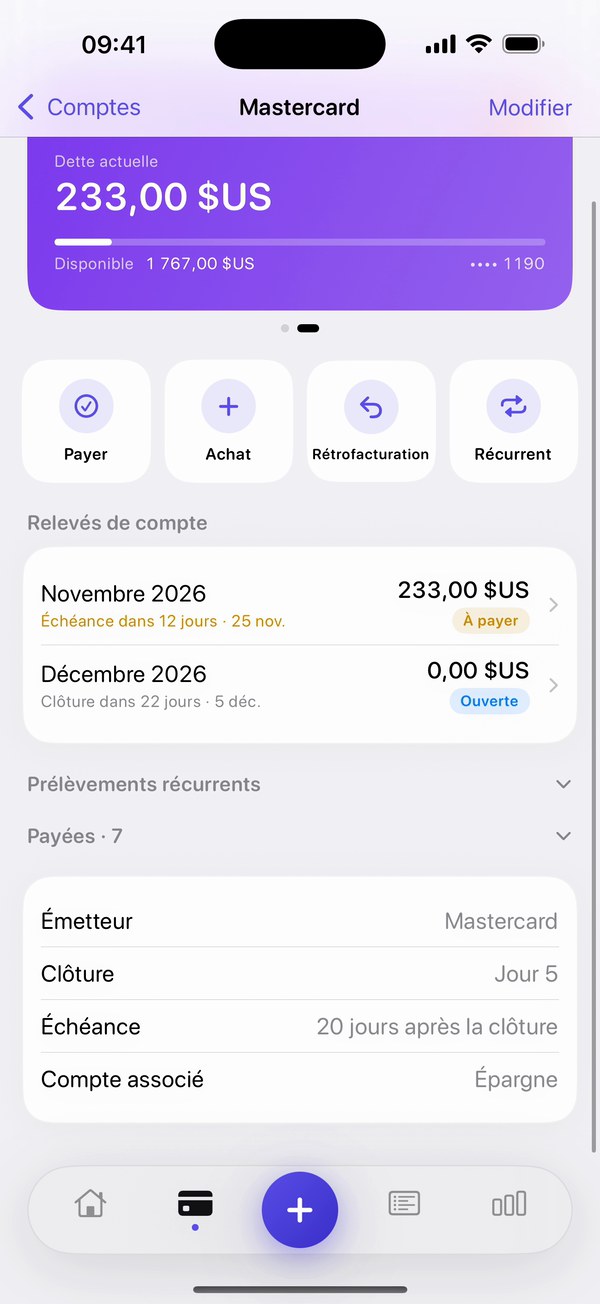 09:41
Comptes
Mastercard
Modifier
Dette actuelle
233,00 $US
Disponible 1 767,00 $US
•••• 1190
Payer
Achat
Rétrofacturation
Récurrent
Relevés de compte
Novembre 2026
233,00 $US
Échéance dans 12 jours · 25 nov.
À payer
Décembre 2026
0,00 $US
Clôture dans 22 jours · 5 déc.
Ouverte
Prélèvements récurrents
Payées · 7
Émetteur
Mastercard
Clôture
Jour 5
Échéance
20 jours après la clôture
Compte associé
Épargne